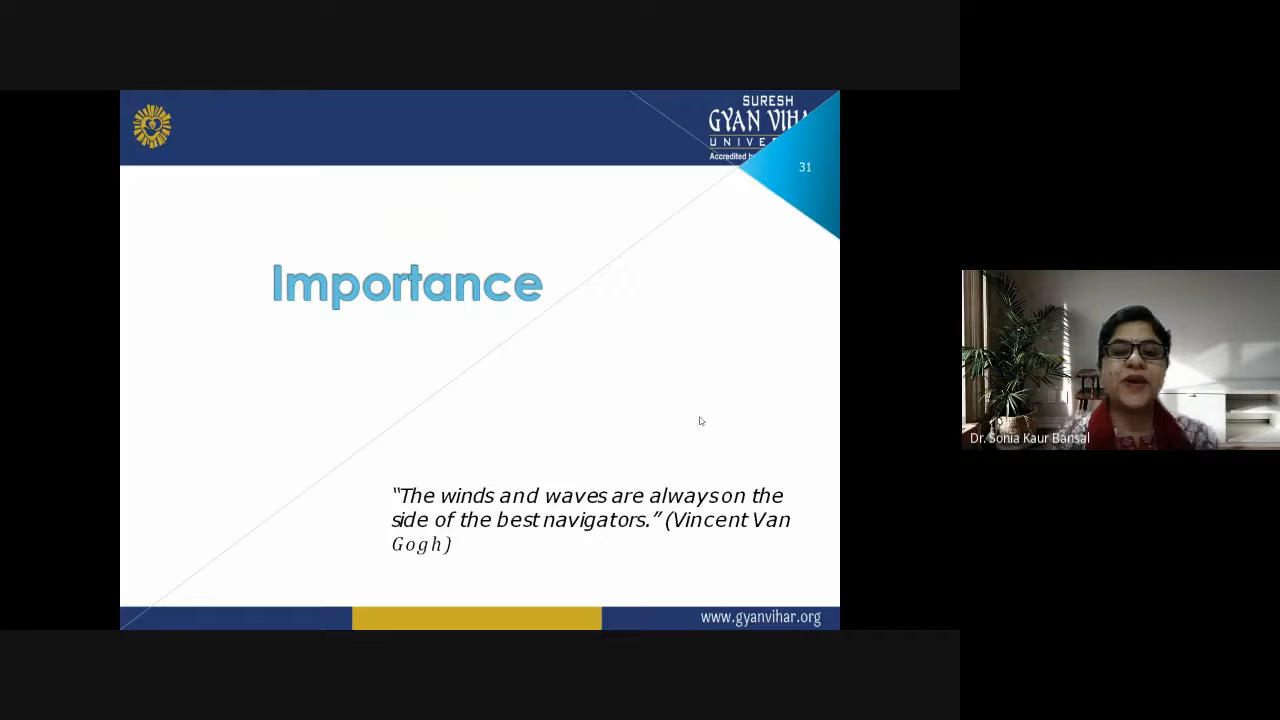 SURESH
GYAN
UNIVE
Accredited
31
Importance
“The winds and waves are always on the
side of the best navigators.” (Vincent Van
Gogh)
Dr. Sonia Kaur Bansal
www.gyanvihar.org